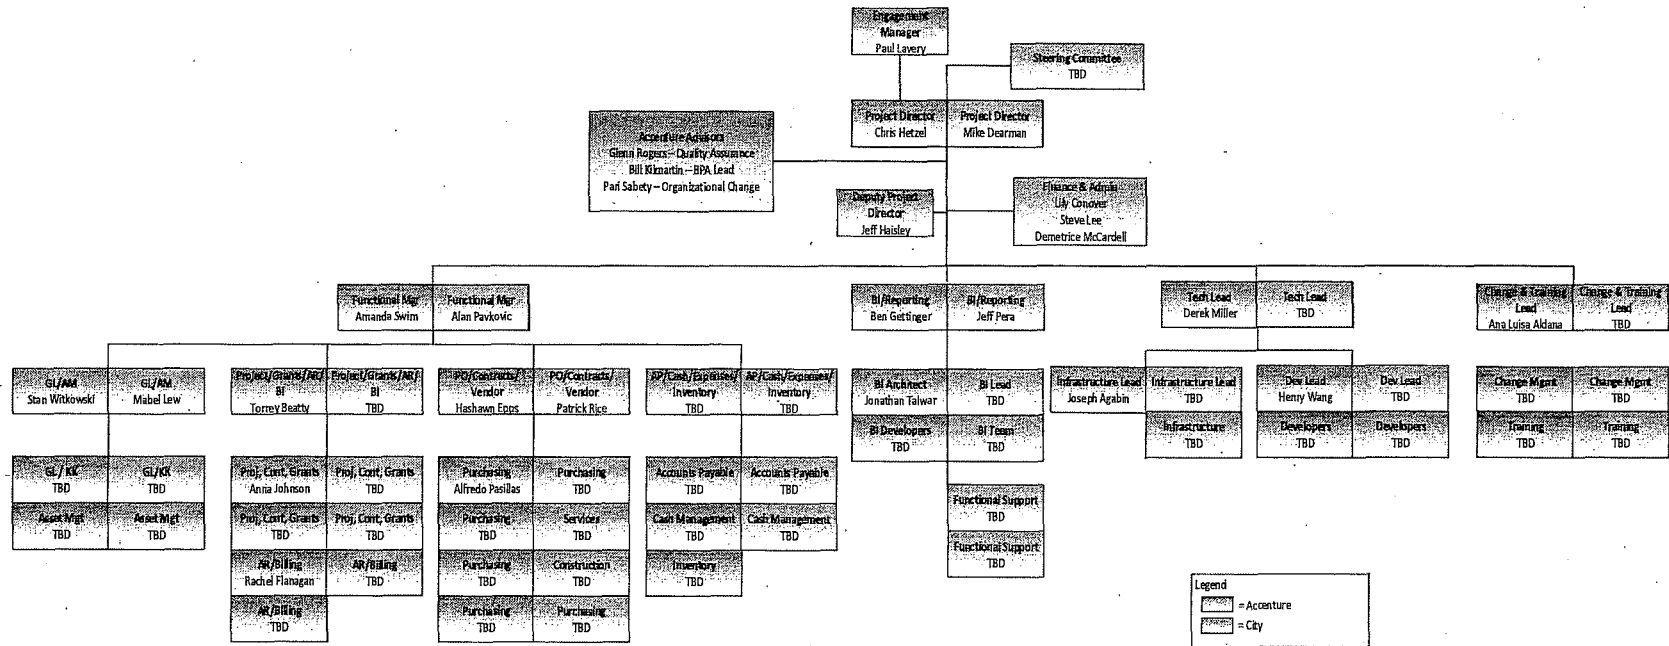 Engagement
Manager
Paul Lavery
Steering Committee
TBD
Project Director
Chris Hetzel
Project Director
Mike Dearman
Accenture Advisors
Glenn Rogers – Quality Assurance
Bill Kilmartin – BPA Lead
Pari Sabety – Organizational Change
Deputy Project
Director
Jeff Haisley
Finance & Admin
Lily Conover
Steve Lee
Demetrice McCardell
Functional Mgr
Amanda Swim
Functional Mgr
Alan Pavkovic
BI/Reporting
Ben Gettinger
BI/Reporting
Jeff Pera
Tech Lead
Derek Miller
Tech Lead
TBD
Change & Training
Lead
Ana Luisa Aldana
Change & Training
Lead
TBD
GL/AM
Stan Witkowski
GL/AM
Mabel Lew
Project/Grants/AR/
BI
Torrey Beatty
Project/Grants/AR/
BI
TBD
PO/Contracts/
Vendor
Hashawn Epps
PO/Contracts/
Vendor
Patrick Rice
AP/Cash/Expenses/
Inventory
TBD
AP/Cash/Expenses/
Inventory
TBD
BI Architect
Jonathan Talwar
BI Lead
TBD
Infrastructure Lead
Joseph Agabin
Infrastructure Lead
TBD
Dev Lead
Henry Wang
Dev Lead
TBD
Change Mgmt
TBD
Change Mgmt
TBD
BI Developers
TBD
BI Team
TBD
Infrastructure
TBD
Developers
TBD
Developers
TBD
Training
TBD
Training
TBD
GL/KK
TBD
GL/KK
TBD
Proj, Cont, Grants
Anna Johnson
Proj, Cont, Grants
TBD
Purchasing
Alfredo Pasillas
Purchasing
TBD
Accounts Payable
TBD
Accounts Payable
TBD
Functional Support
TBD
Asset Mgt
TBD
Asset Mgt
TBD
Proj, Cont, Grants
TBD
Proj, Cont, Grants
TBD
Purchasing
TBD
Services
TBD
Cash Management
TBD
Cash Management
TBD
Functional Support
TBD
AR/Billing
Rachel Flanagan
AR/Billing
TBD
Purchasing
TBD
Construction
TBD
Inventory
TBD
AR/Billing
TBD
Purchasing
TBD
Purchasing
TBD
Legend
= Accenture
= City